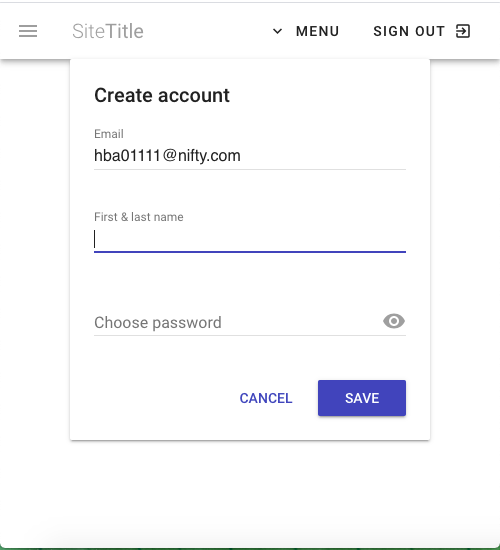 SiteTitle
MENU
SIGN OUT
Create account
Email
hba01111@nifty.com
First & last name
Choose password
CANCEL
SAVE